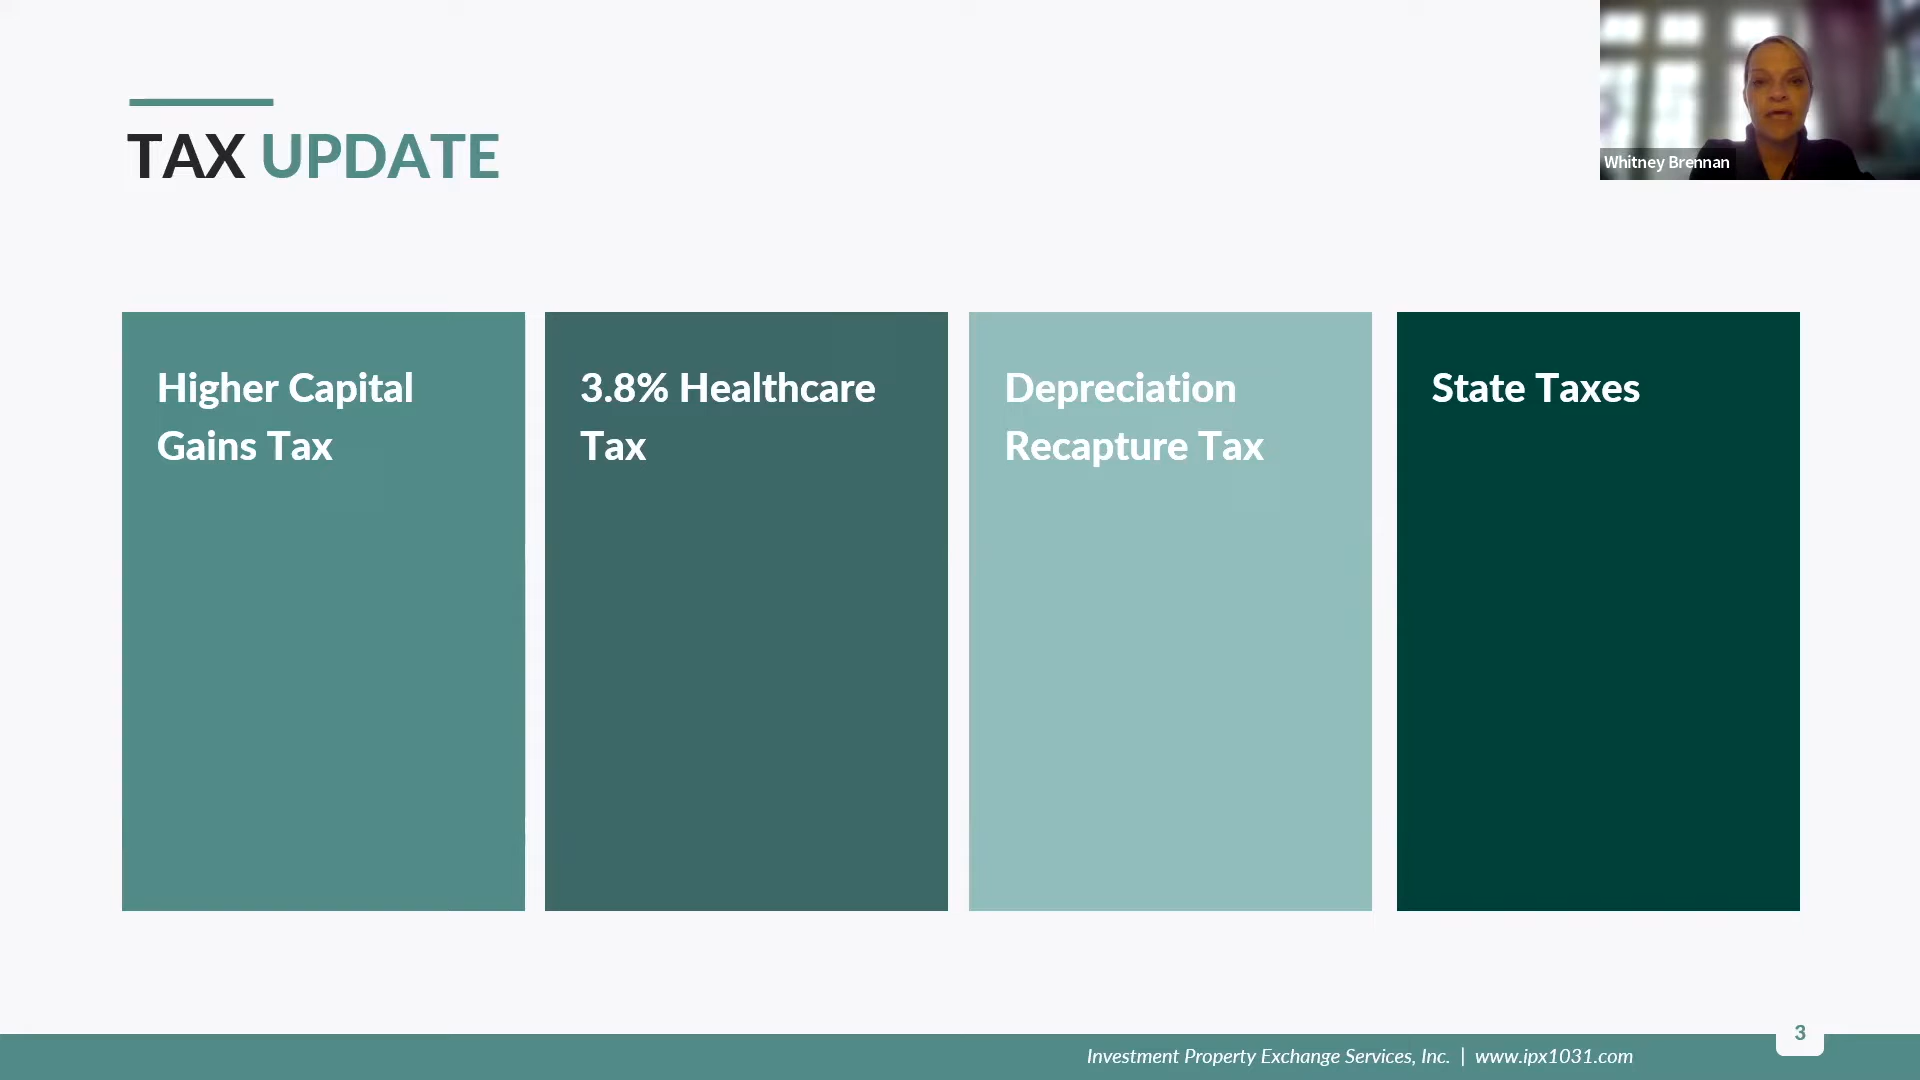 TAX UPDATE
Whitney Brennan
Higher Capital
Gains Tax
3.8% Healthcare
Tax
Depreciation
Recapture Tax
State Taxes
3
Investment Property Exchange Services, Inc. | www.ipx1031.com